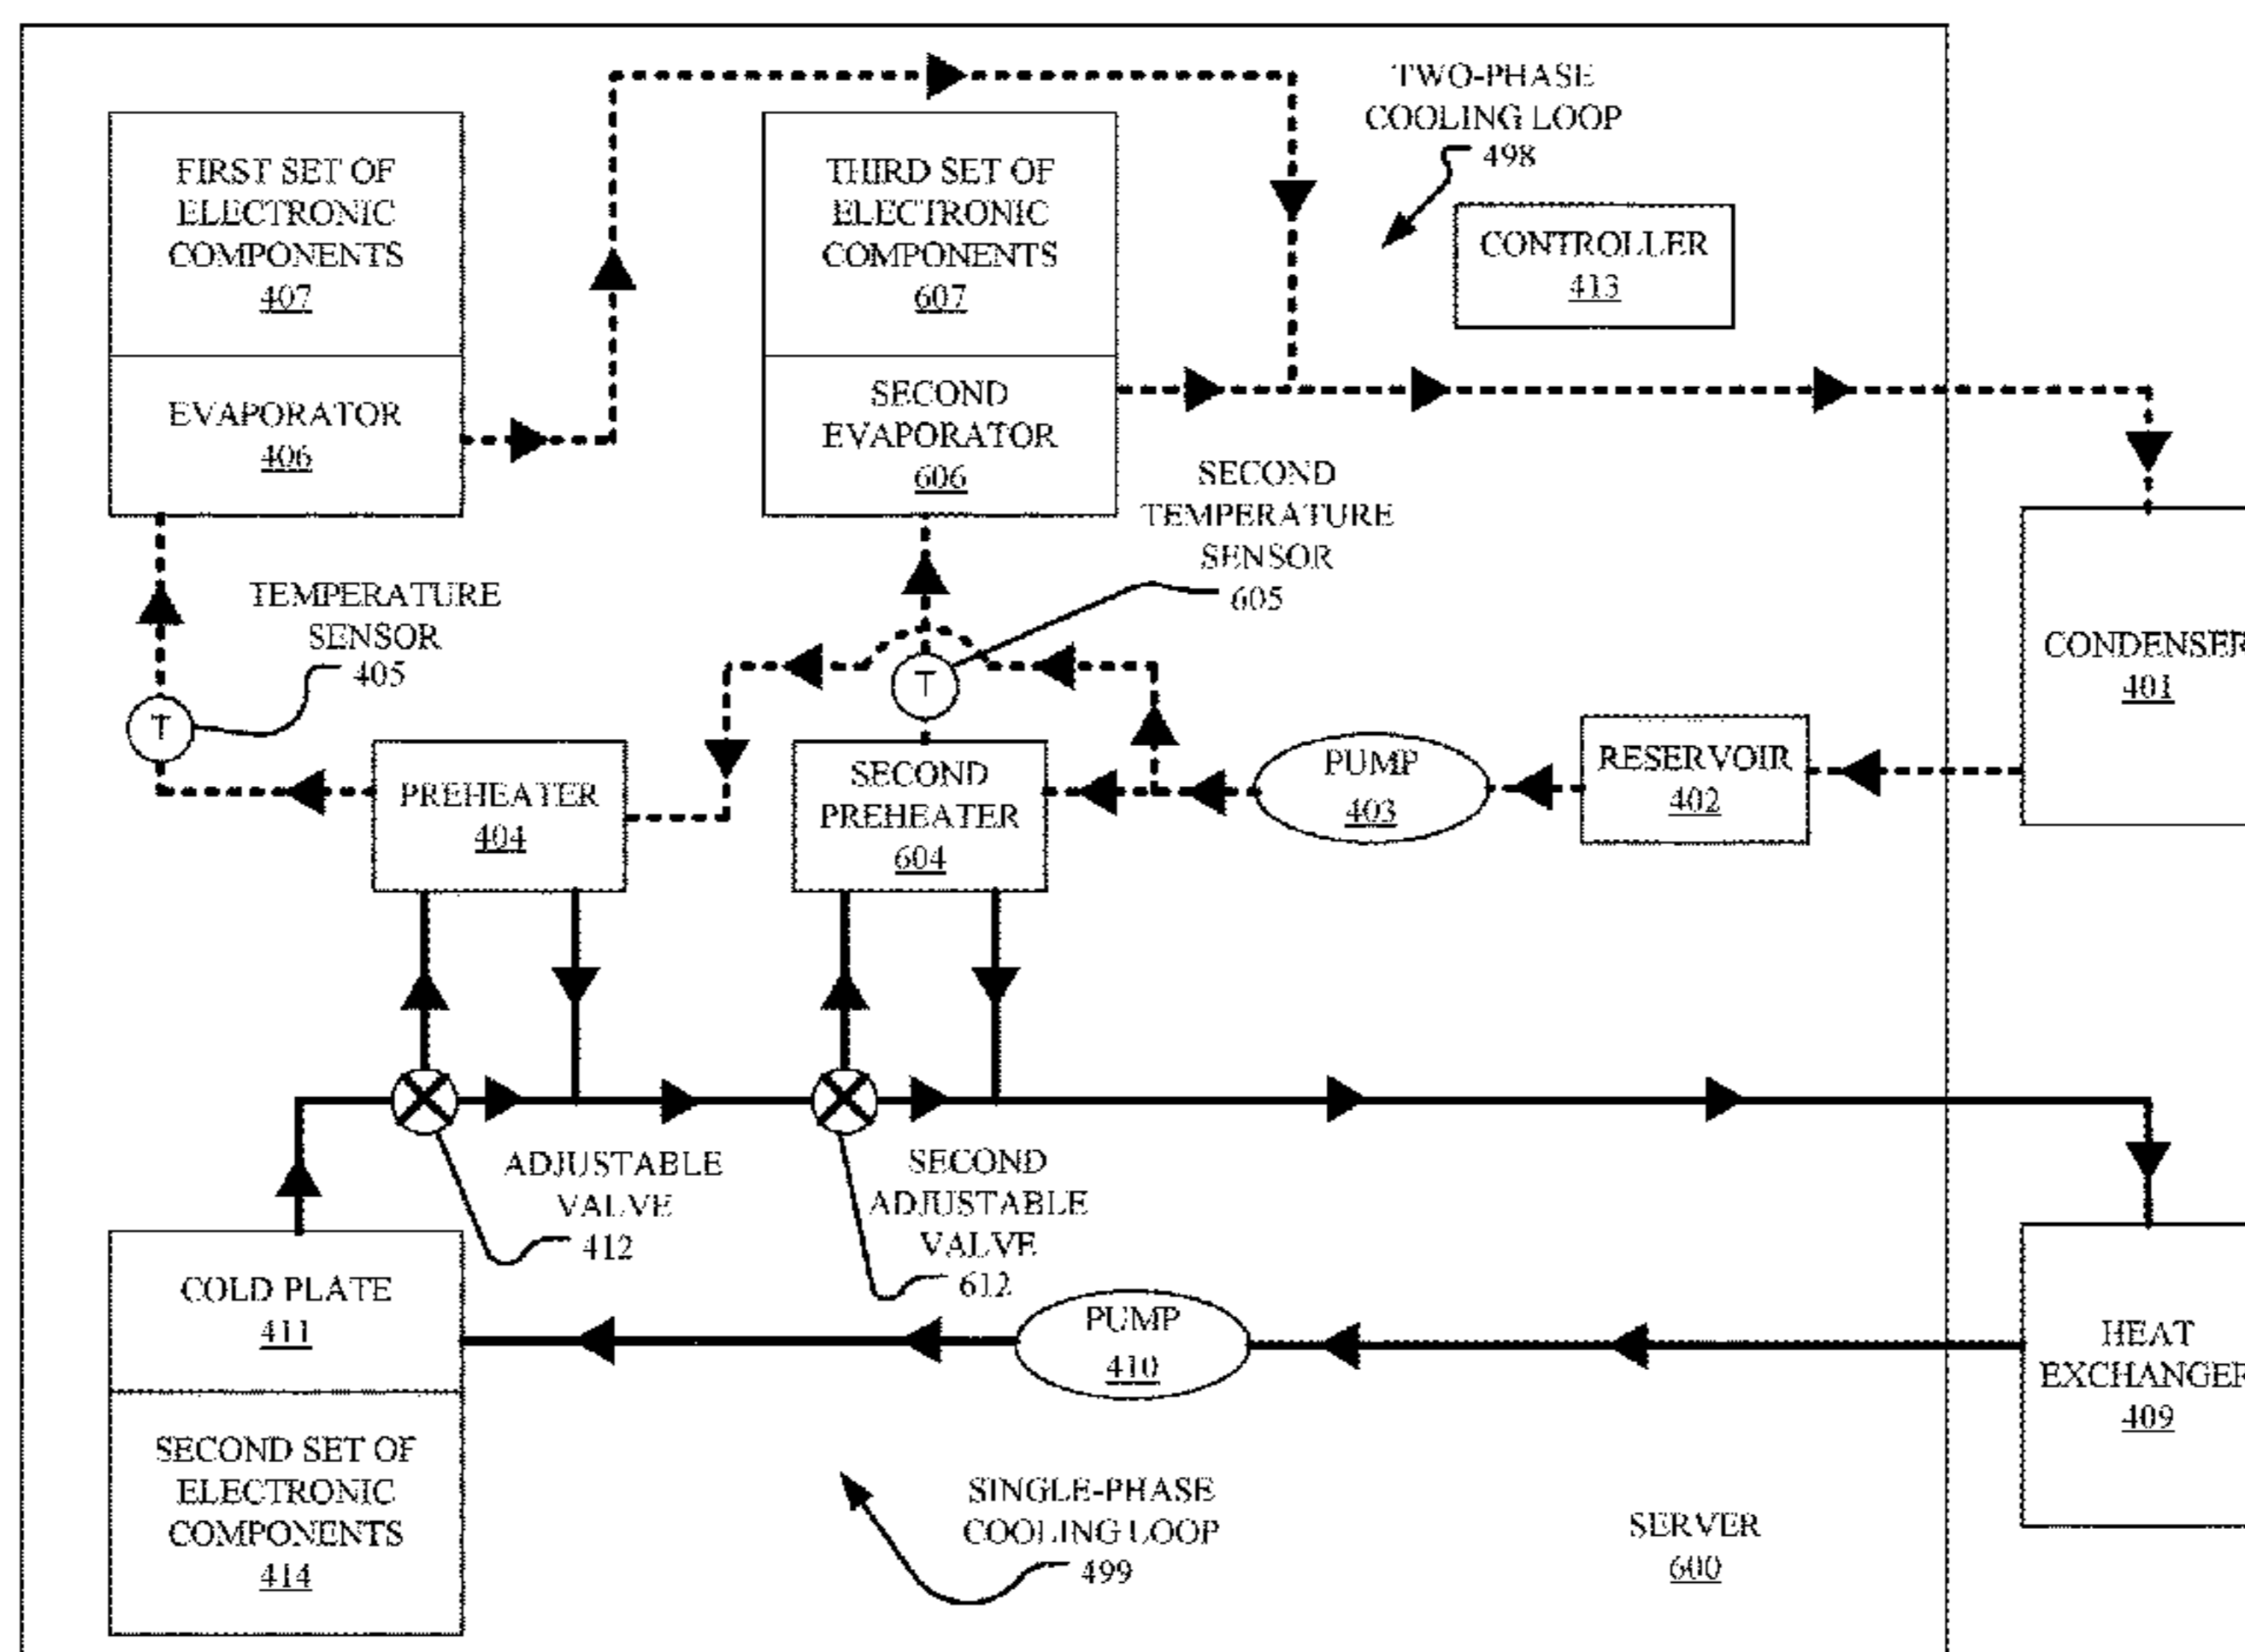 TWO-PHASE
COOLING LOOP
498
FIRST SET OF
ELECTRONIC
COMPONENTS
407
THIRD SET OF
ELECTRONIC
COMPONENTS
607
CONTROLLER
413
EVAPORATOR
406
SECOND
EVAPORATOR
606
SECOND
TEMPERATURE
SENSOR
605
TEMPERATURE
SENSOR
405
T
T
CONDENSER
401
PREHEATER
404
SECOND
PREHEATER
604
PUMP
403
RESERVOIR
402
ADJUSTABLE
VALVE
412
SECOND
ADJUSTABLE
VALVE
612
COLD PLATE
411
PUMP
410
HEAT
EXCHANGER
409
SECOND SET OF
ELECTRONIC
COMPONENTS
414
SINGLE-PHASE
COOLING LOOP
499
SERVER
600